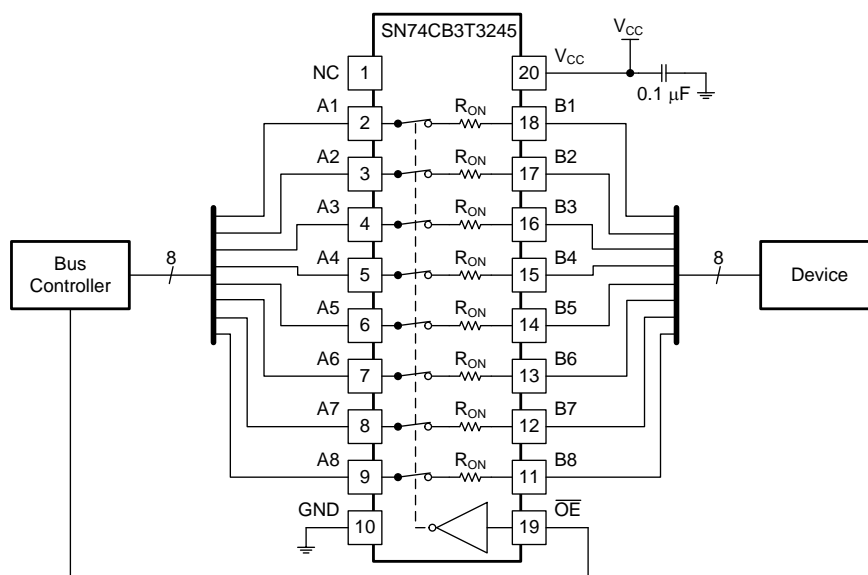 SN74CB3T3245
VCC
NC 1 20 VCC
0.1 μF
A1 2 RON 18 B1
A2 3 RON 17 B2
A3 4 RON 16 B3
A4 5 RON 15 B4
Bus
Controller
8
8
Device
A5 6 RON 14 B5
A6 7 RON 13 B6
A7 8 RON 12 B7
A8 9 RON 11 B8
GND 10 19 O̅E̅